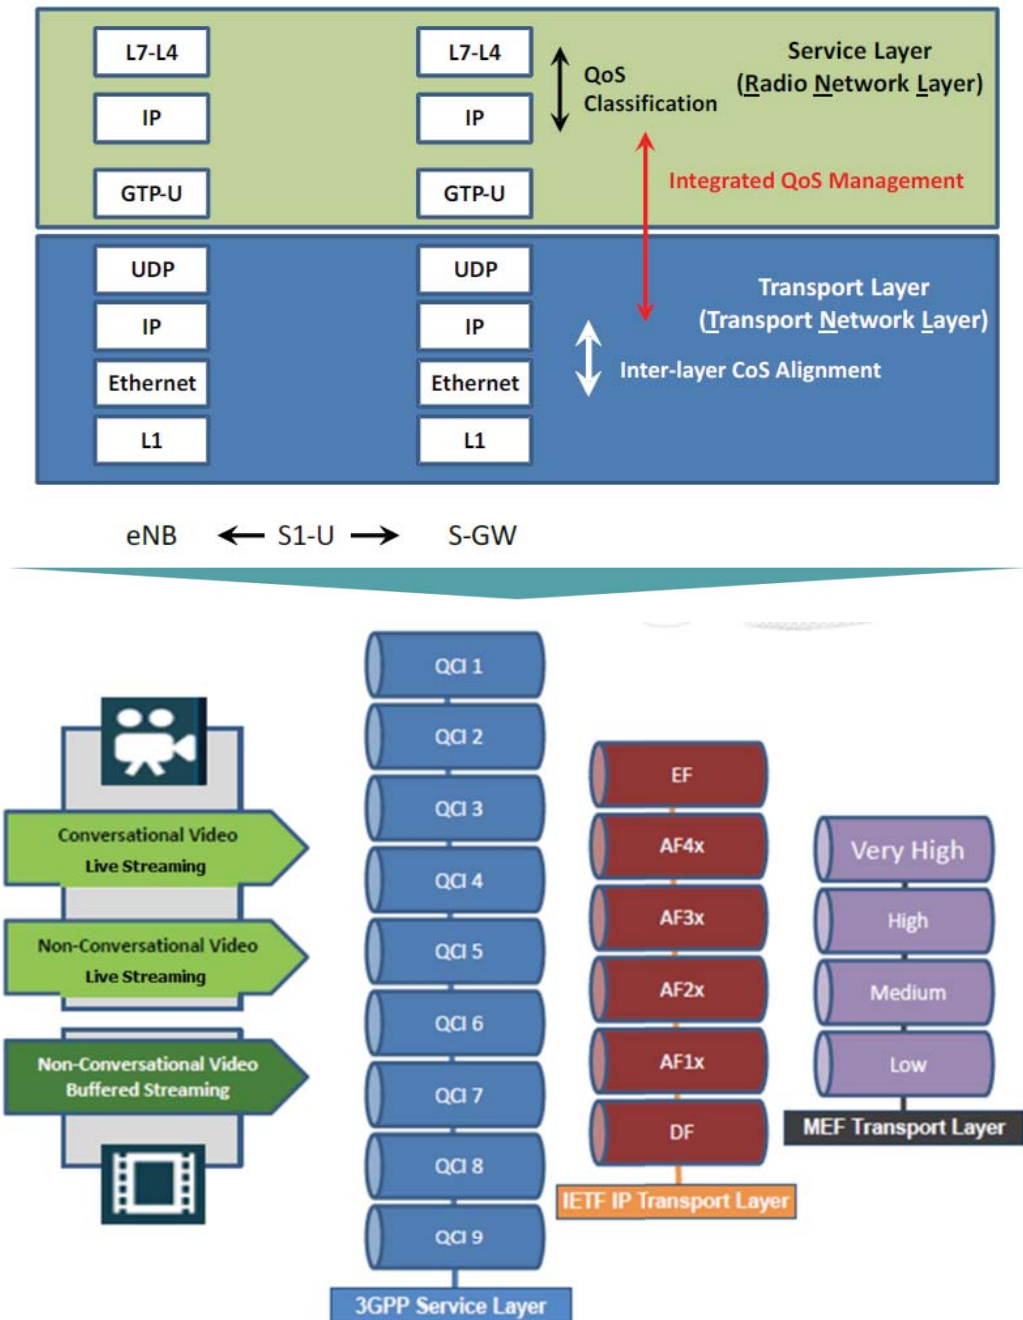 L7-L4
L7-L4
QoS
Classification
Service Layer
(Radio Network Layer)
IP
IP
Integrated QoS Management
GTP-U
GTP-U
UDP
UDP
Transport Layer
(Transport Network Layer)
IP
IP
Inter-layer CoS Alignment
Ethernet
Ethernet
L1
L1
eNB
S1-U
S-GW
Conversational Video
Live Streaming
Non-Conversational Video
Live Streaming
Non-Conversational Video
Buffered Streaming
QCI 1
QCI 2
QCI 3
QCI 4
QCI 5
QCI 6
QCI 7
QCI 8
QCI 9
3GPP Service Layer
EF
AF4x
AF3x
AF2x
AF1x
DF
IETF IP Transport Layer
Very High
High
Medium
Low
MEF Transport Layer